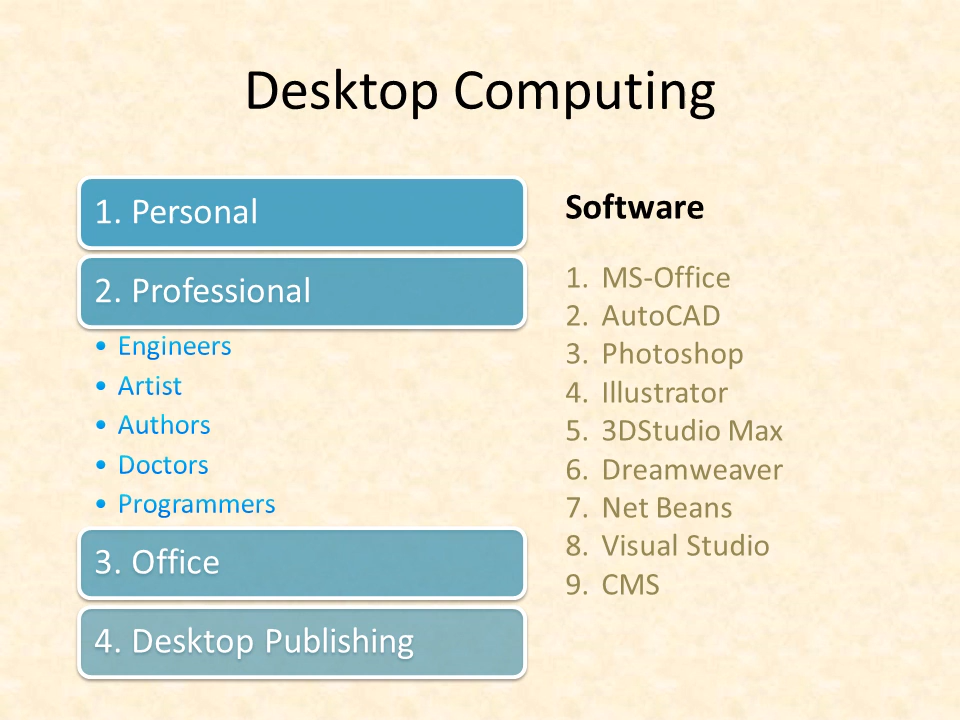 Desktop Computing
1. Personal
2. Professional
• Engineers
• Artist
• Authors
• Doctors
• Programmers
3. Office
4. Desktop Publishing
Software
1. MS-Office
2. AutoCAD
3. Photoshop
4. Illustrator
5. 3DStudio Max
6. Dreamweaver
7. Net Beans
8. Visual Studio
9. CMS